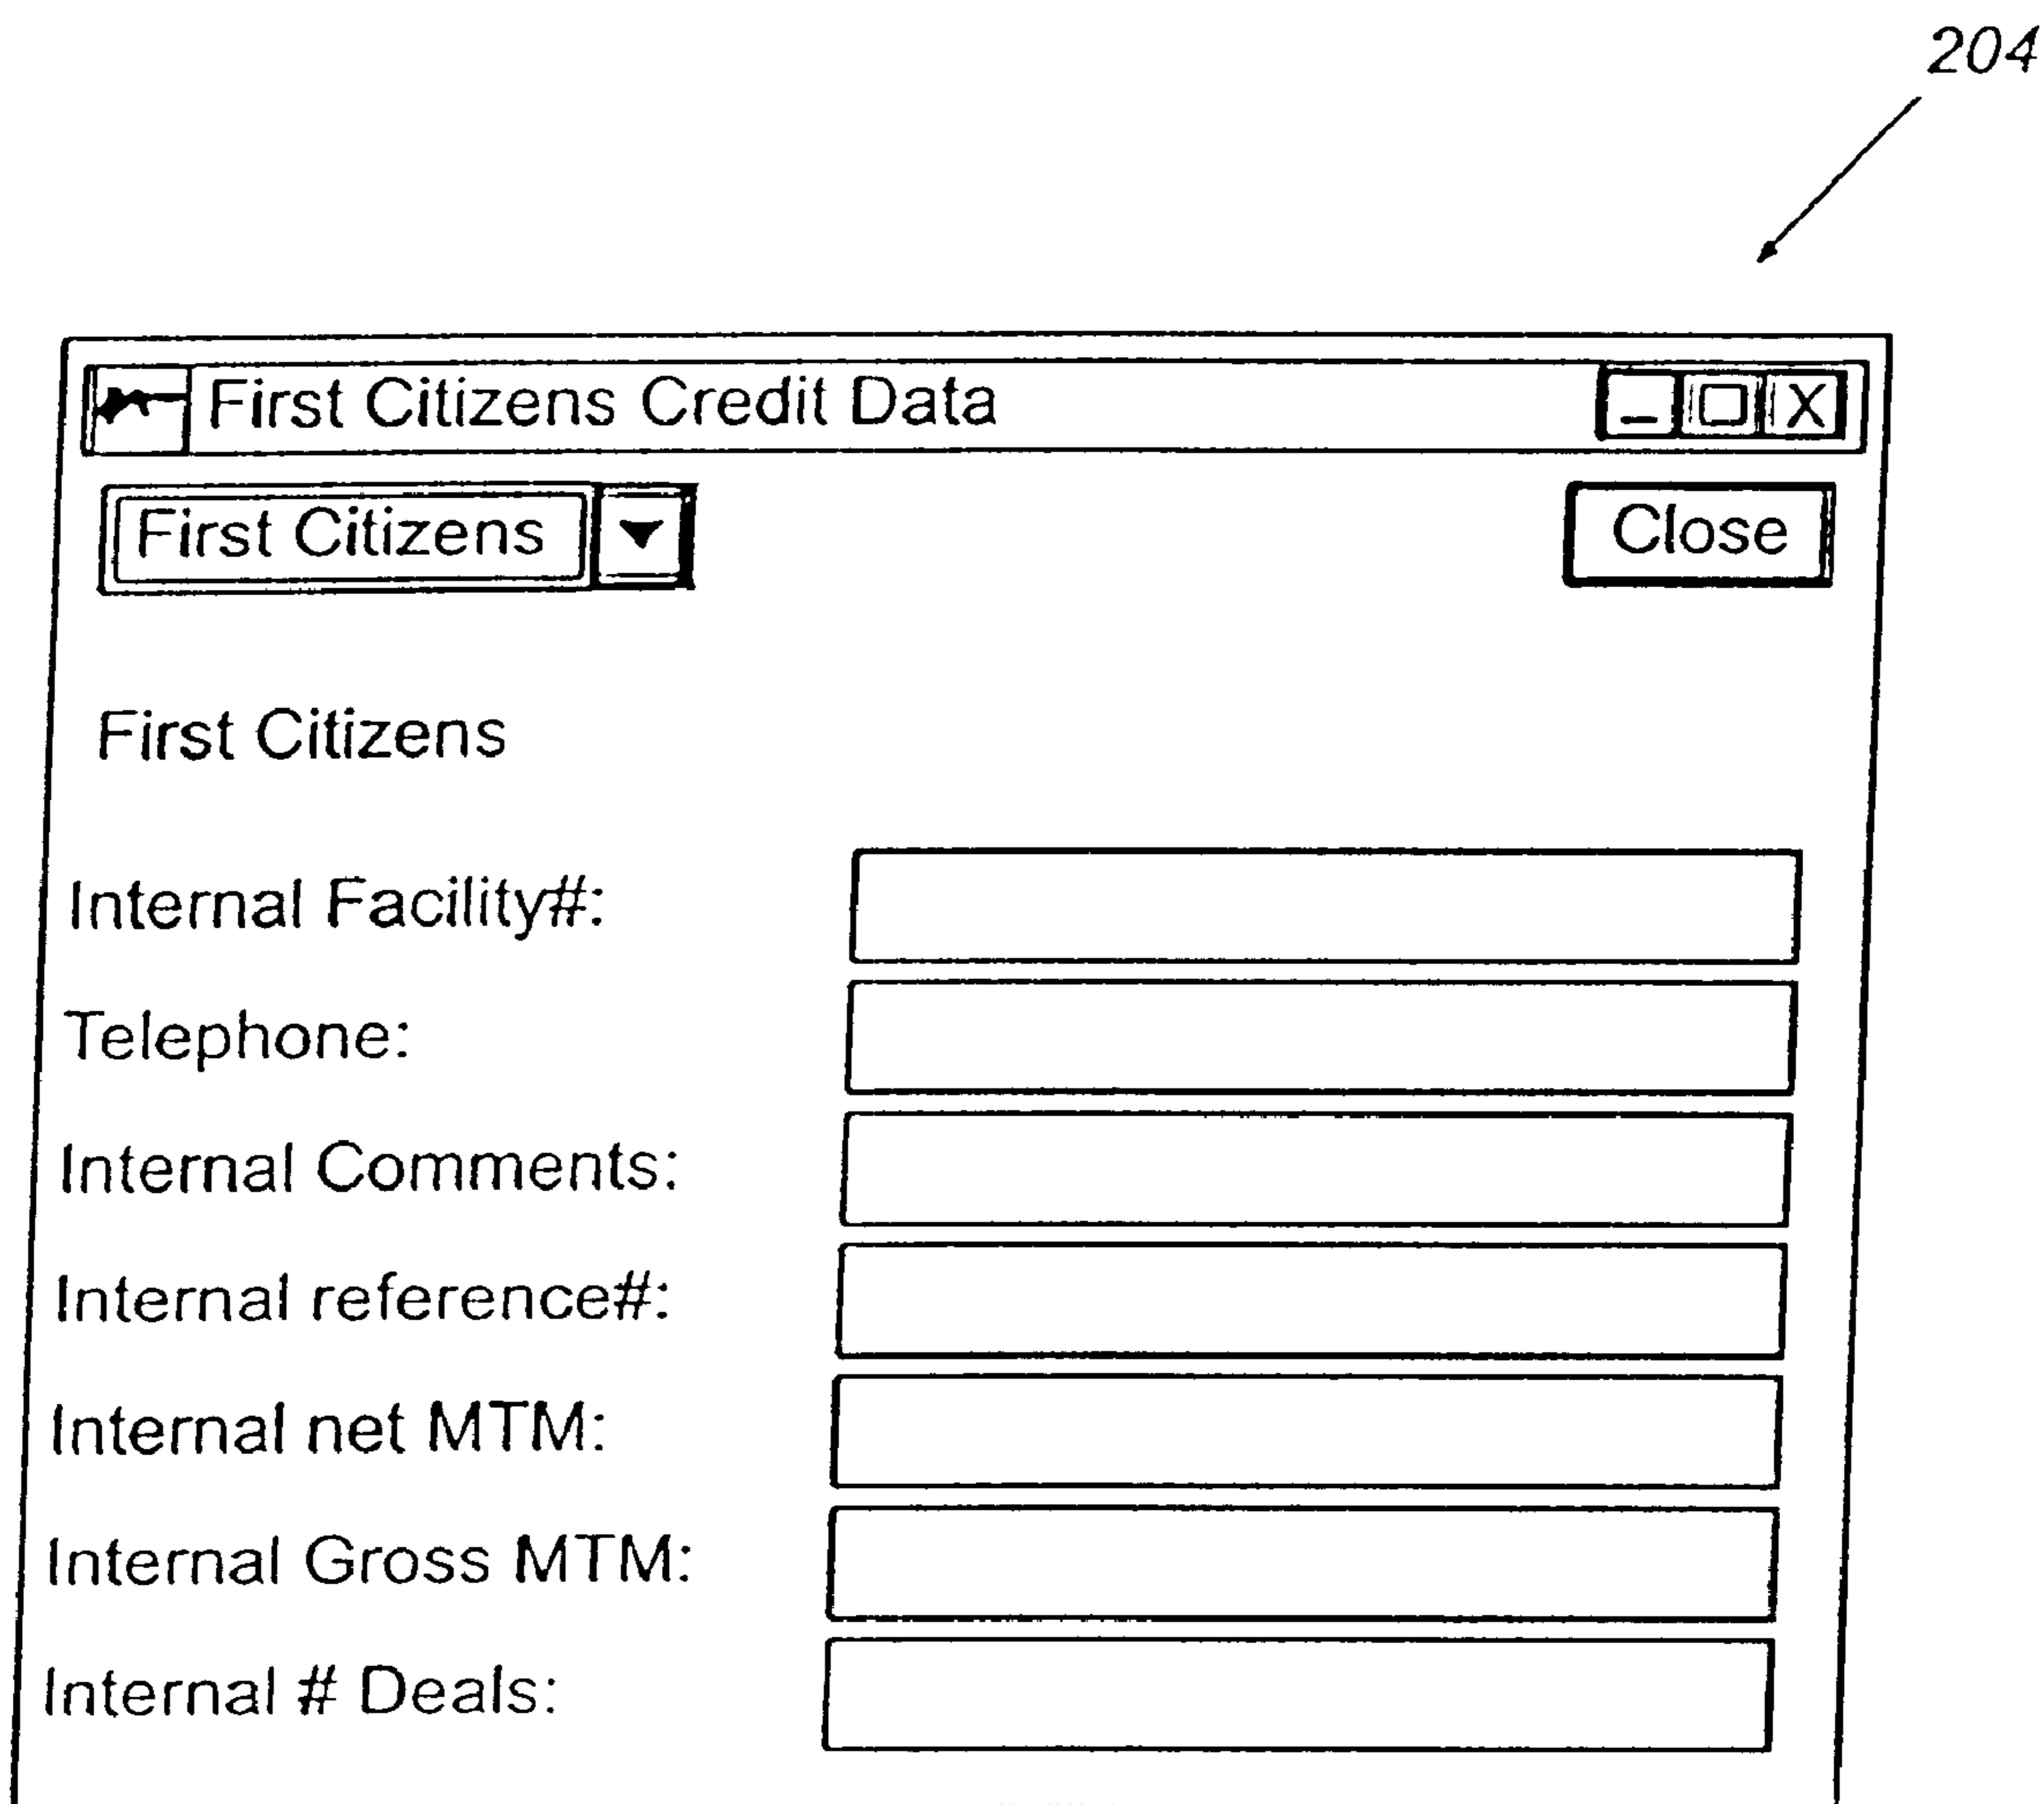 204
First Citizens Credit Data
First Citizens Close
First Citizens
Internal Facility#:
Telephone:
Internal Comments:
Internal reference#:
Internal net MTM:
Internal Gross MTM:
Internal # Deals: